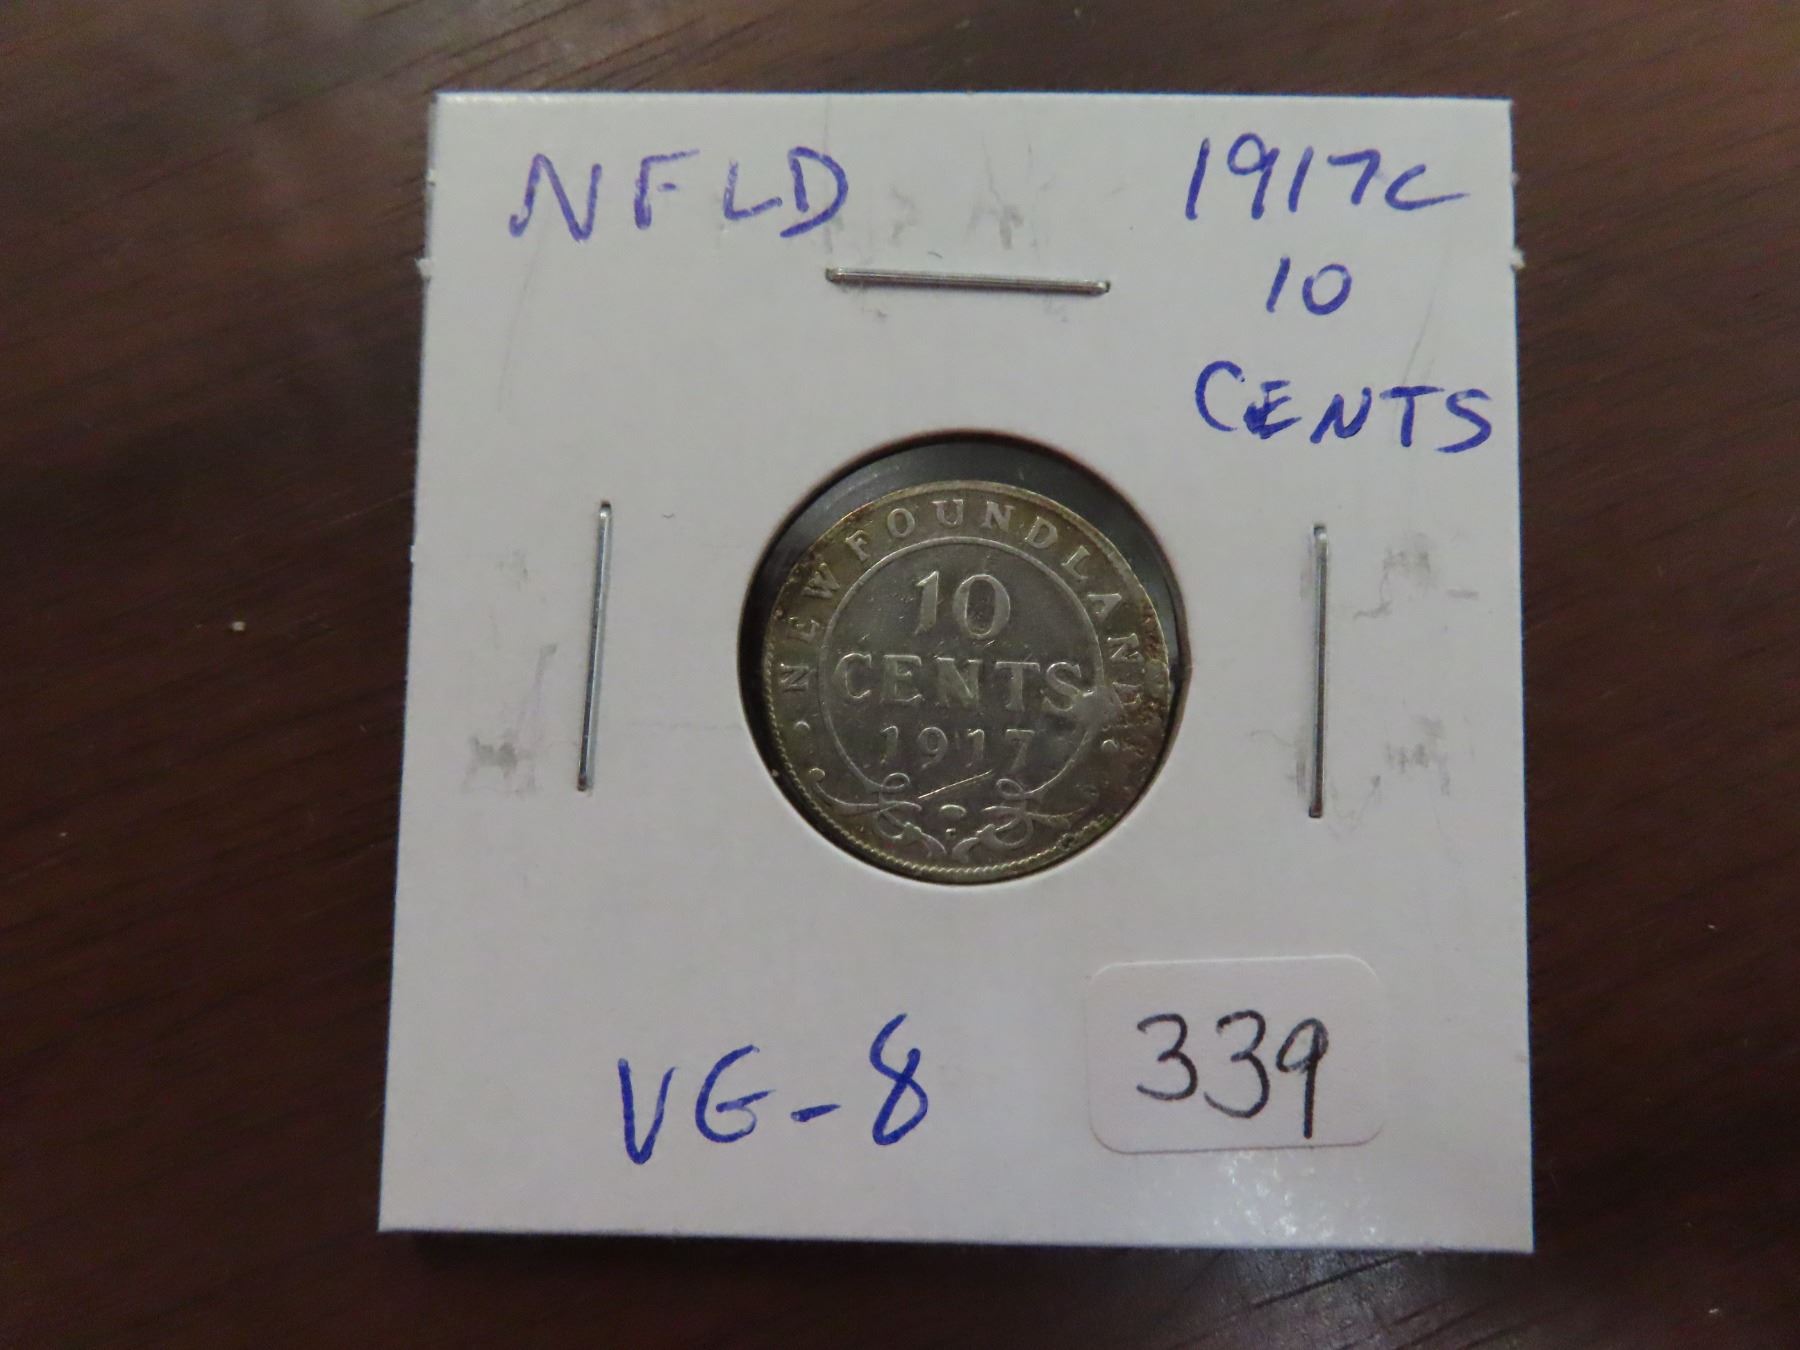 NFLD 1917C
10
CENTS
NEWFOUNDLAND
10
CENTS
1917
C
VG-8
339